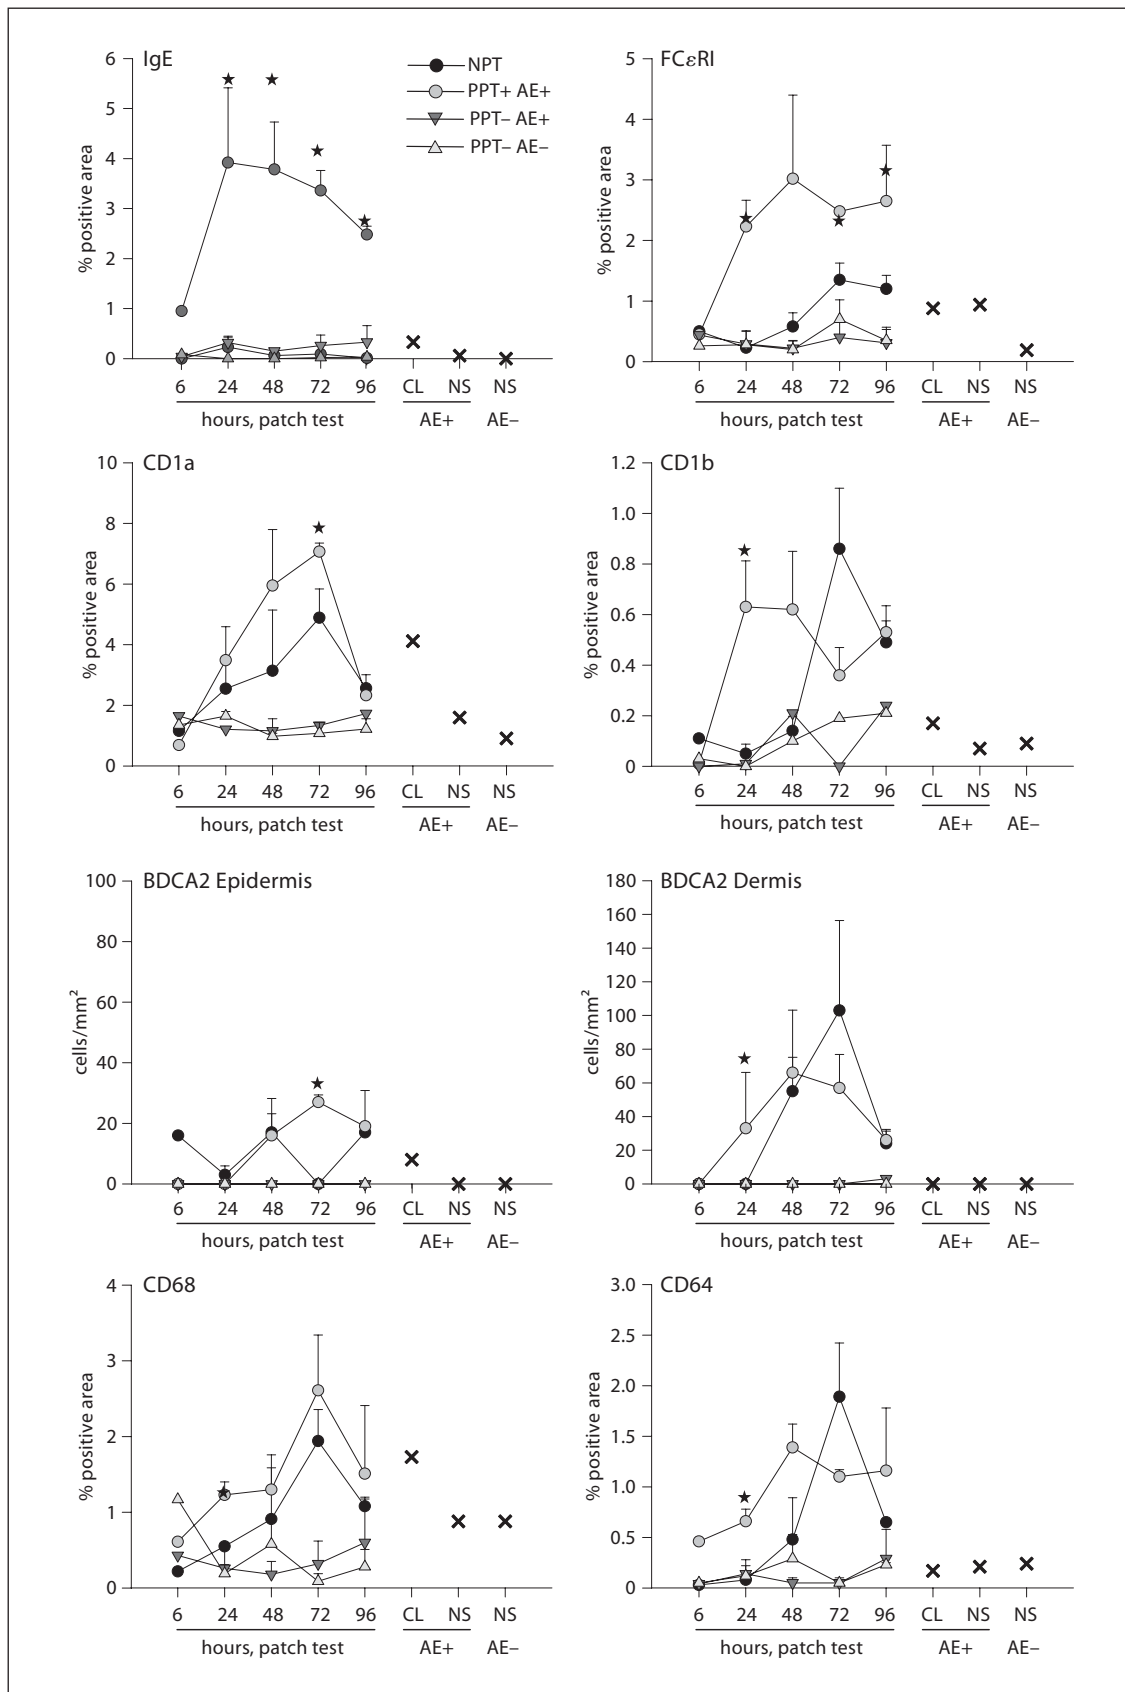 IgE
NPT
PPT+ AE+
PPT– AE+
PPT– AE–
% positive area
6
5
4
3
2
1
0
6 24 48 72 96 CL NS NS
hours, patch test AE+ AE–
FCεRI
% positive area
5
4
3
2
1
0
6 24 48 72 96 CL NS NS
hours, patch test AE+ AE–
CD1a
% positive area
10
8
6
4
2
0
6 24 48 72 96 CL NS NS
hours, patch test AE+ AE–
CD1b
% positive area
1.2
1.0
0.8
0.6
0.4
0.2
0
6 24 48 72 96 CL NS NS
hours, patch test AE+ AE–
BDCA2 Epidermis
cells/mm²
100
80
60
40
20
0
6 24 48 72 96 CL NS NS
hours, patch test AE+ AE–
BDCA2 Dermis
cells/mm²
180
160
140
120
100
80
60
40
20
0
6 24 48 72 96 CL NS NS
hours, patch test AE+ AE–
CD68
% positive area
4
3
2
1
0
6 24 48 72 96 CL NS NS
hours, patch test AE+ AE–
CD64
% positive area
3.0
2.5
2.0
1.5
1.0
0.5
0
6 24 48 72 96 CL NS NS
hours, patch test AE+ AE–